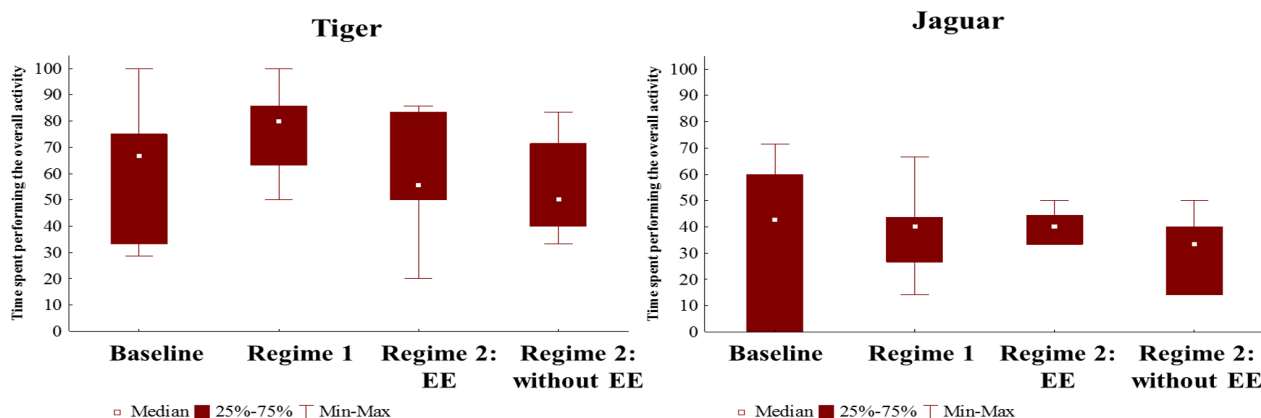 Tiger
Time spent performing the overall activity
100
90
80
70
60
50
40
30
20
10
0
Baseline
Regime 1
Regime 2:
EE
Regime 2:
without EE
Median 25%-75% Min-Max
Jaguar
Time spent performing the overall activity
100
90
80
70
60
50
40
30
20
10
0
Baseline
Regime 1
Regime 2:
EE
Regime 2:
without EE
Median 25%-75% Min-Max